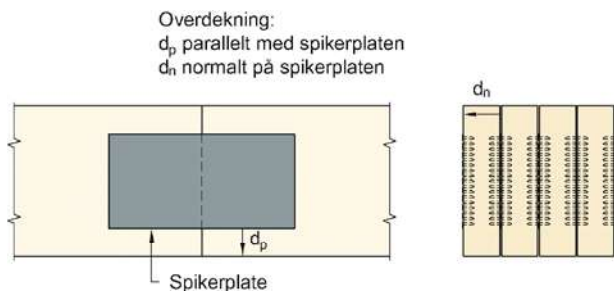 Overdekning:
dp parallelt med spikerplaten
dn normalt på spikerplaten
dn
dp
Spikerplate